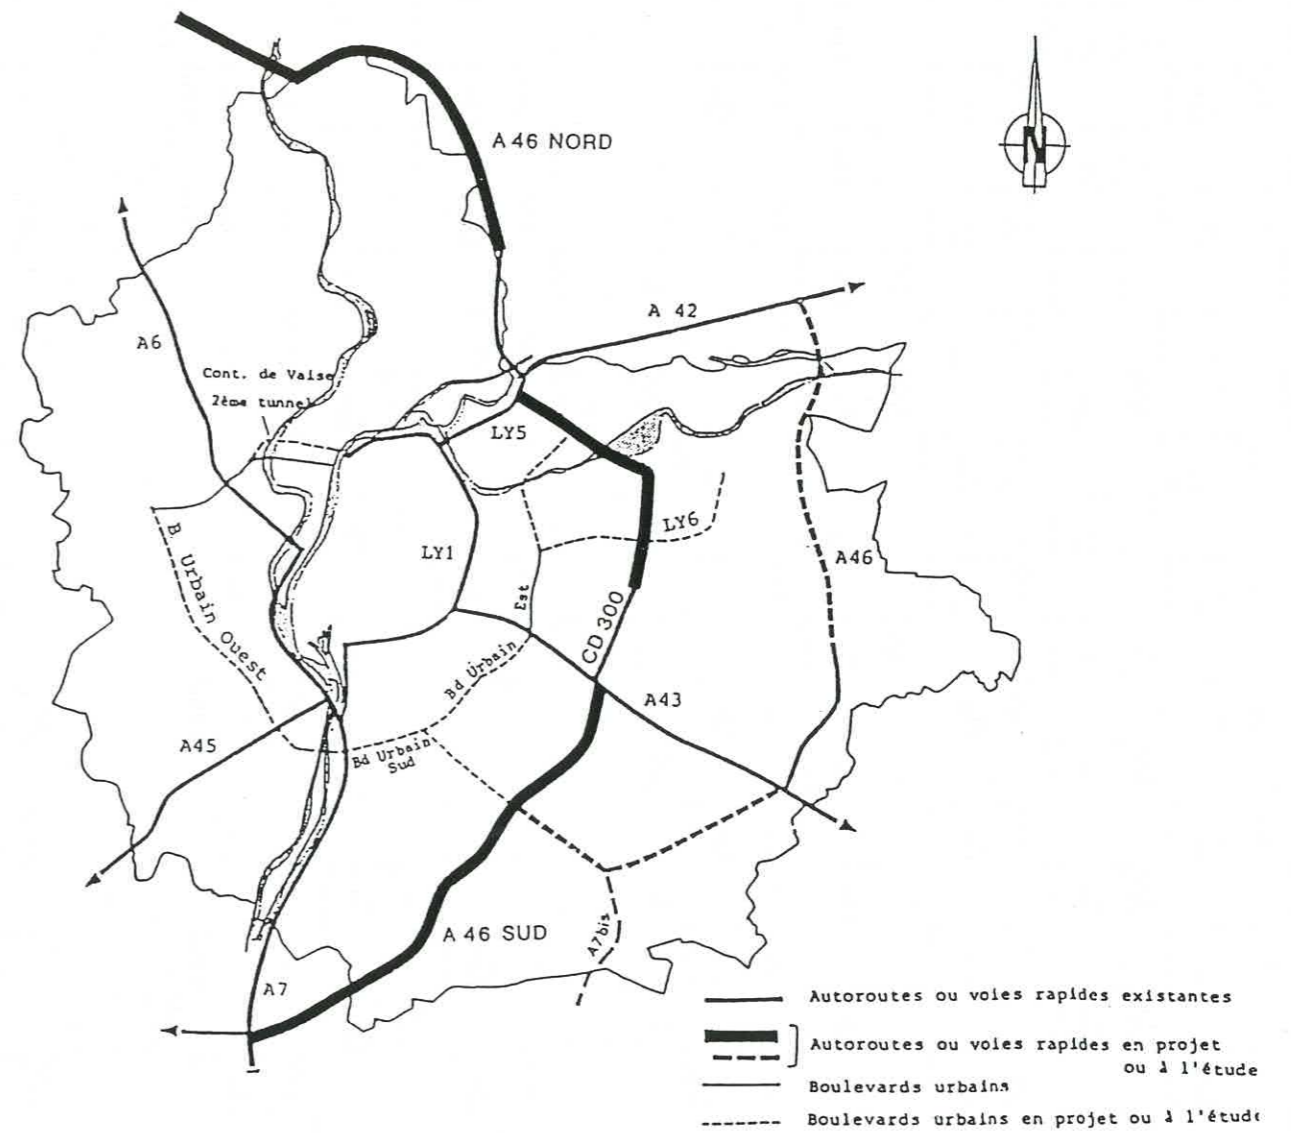 A 46 NORD
N
A 42
A6
Cont. de Vaise
2ème tunnel
LY5
LY6
LY1
A46
B. Urbain Ouest
Est
CD 300
Bd Urbain
A43
A45
Bd Urbain
Sud
A 46 SUD
A7bis
A7
Autoroutes ou voies rapides existantes
Autoroutes ou voies rapides en projet
ou à l'étude
Boulevards urbains
Boulevards urbains en projet ou à l'étud